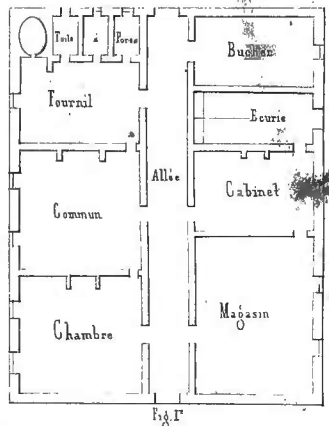 Toits à Porcs
Bucher
Fournil
Ecurie
Allée
Commun
Cabinet
Chambre
Magasin
Fig. 1re